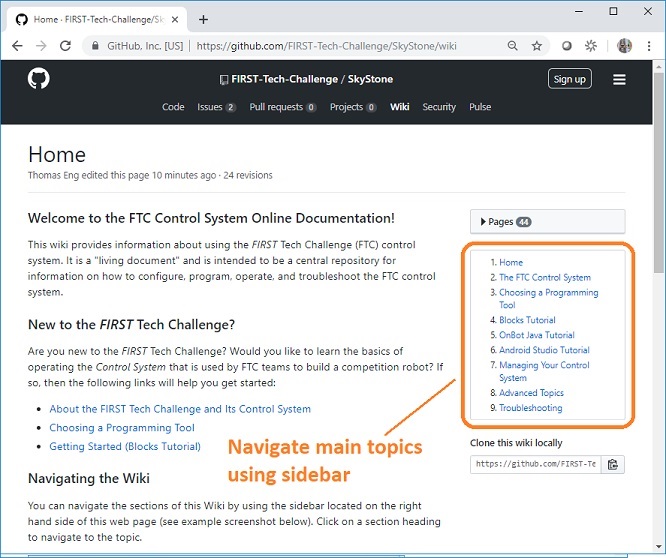 Home · FIRST-Tech-Challenge/Sky
GitHub, Inc. [US] | https://github.com/FIRST-Tech-Challenge/SkyStone/wiki
FIRST-Tech-Challenge / SkyStone
Sign up
Code Issues 2 Pull requests 0 Projects 0 Wiki Security Pulse
Home
Thomas Eng edited this page 10 minutes ago · 24 revisions
Welcome to the FTC Control System Online Documentation!
This wiki provides information about using the FIRST Tech Challenge (FTC) control
system. It is a "living document" and is intended to be a central repository for
information on how to configure, program, operate, and troubleshoot the FTC control
system.
New to the FIRST Tech Challenge?
Are you new to the FIRST Tech Challenge? Would you like to learn the basics of
operating the Control System that is used by FTC teams to build a competition robot? If
so, then the following links will help you get started:
About the FIRST Tech Challenge and Its Control System
Choosing a Programming Tool
Getting Started (Blocks Tutorial)
Navigating the Wiki
You can navigate the sections of this Wiki by using the sidebar located on the right
hand side of this web page (see example screenshot below). Click on a section heading
to navigate to the topic.
Pages 44
1. Home
2. The FTC Control System
3. Choosing a Programming
Tool
4. Blocks Tutorial
5. OnBot Java Tutorial
6. Android Studio Tutorial
7. Managing Your Control
System
8. Advanced Topics
9. Troubleshooting
Clone this wiki locally
https://github.com/FIRST-Te
Navigate main topics
using sidebar